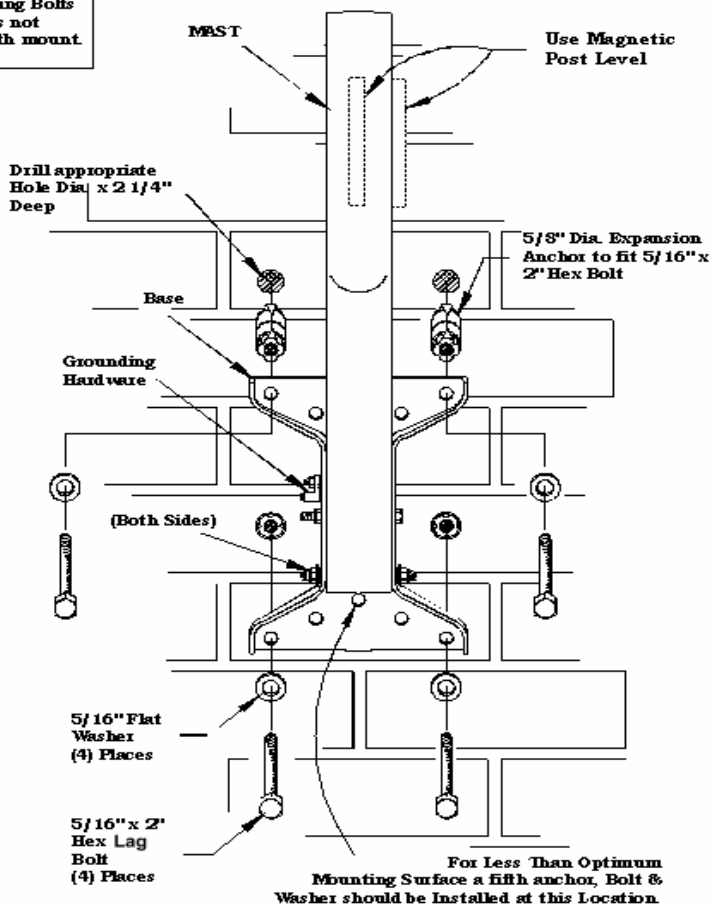 ng Bolts
s not
th mount.
MAST
Use Magnetic
Post Level
Drill appropriate
Hole Dia. x 2 1/4"
Deep
5/8" Dia. Expansion
Anchor to fit 5/16" x
2" Hex Bolt
Base
Grounding
Hardware
(Both Sides)
5/16" Flat
Washer
(4) Places
5/16" x 2"
Hex Lag
Bolt
(4) Places
For Less Than Optimum
Mounting Surface a fifth anchor, Bolt &
Washer should be Installed at this Location.